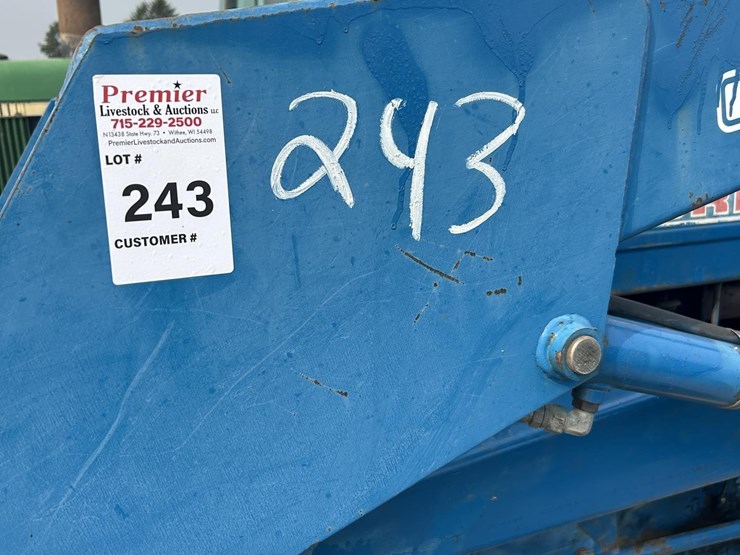 Premier
Livestock & Auctions LLC
715-229-2500
N13438 State Hwy. 73 • Withee, WI 54498
PremierLivestockandAuctions.com
LOT #
243
CUSTOMER #
243